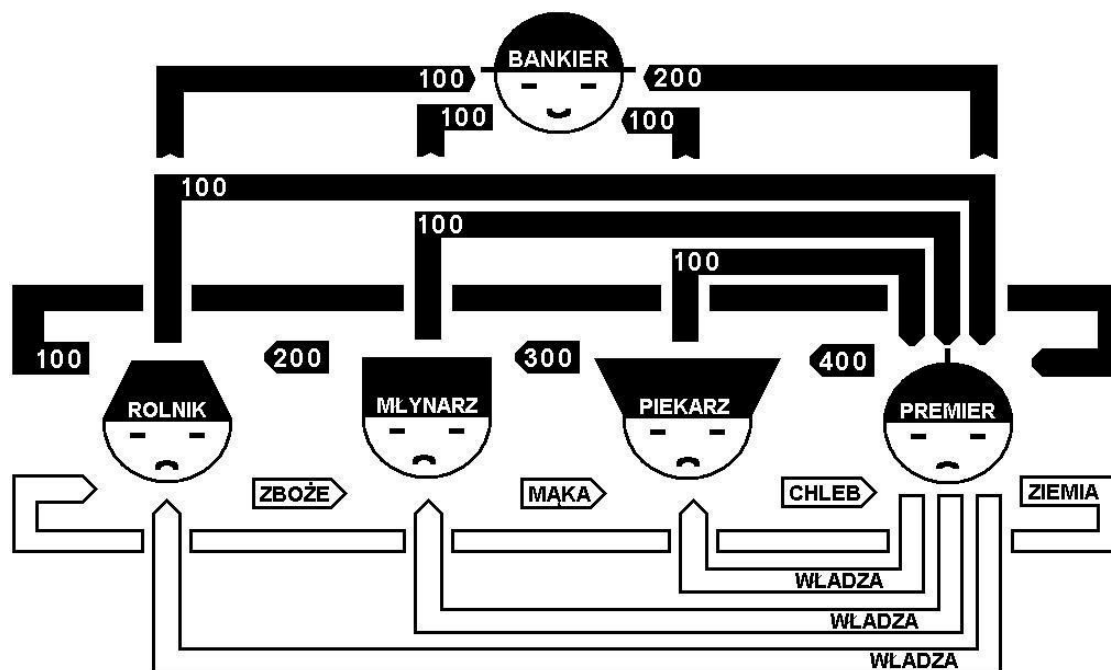 BANKIER
100
200
100
100
100
100
100
100
200
300
400
ROLNIK
MŁYNARZ
PIEKARZ
PREMIER
ZBOŻE
MĄKA
CHLEB
ZIEMIA
WŁADZA
WŁADZA
WŁADZA